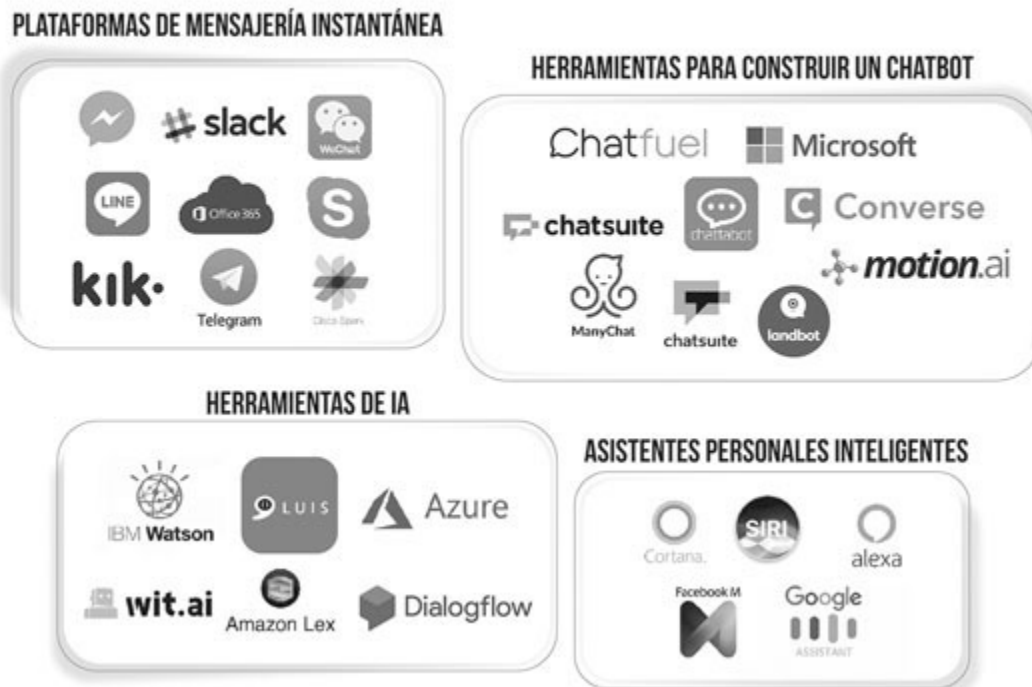 PLATAFORMAS DE MENSAJERÍA INSTANTÁNEA
slack
WeChat
LINE
Office 365
S
kik.
Telegram
Cisco Spark
HERRAMIENTAS PARA CONSTRUIR UN CHATBOT
Chatfuel
Microsoft
chatsuite
chattabot
C Converse
motion.ai
ManyChat
chatsuite
landbot
HERRAMIENTAS DE IA
IBM Watson
LUIS
Azure
wit.ai
Amazon Lex
Dialogflow
ASISTENTES PERSONALES INTELIGENTES
Cortana.
SIRI
alexa
Facebook M
Google
ASSISTANT